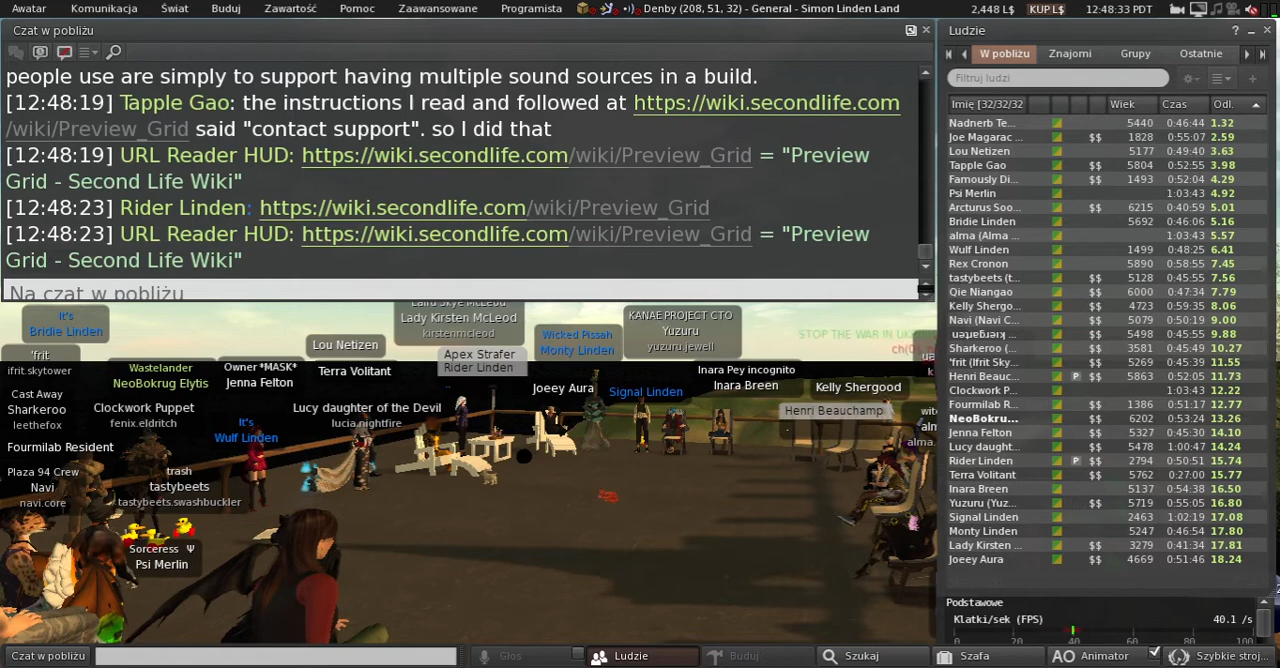 Awatar Komunikacja Świat Buduj Zawartość Pomoc Zaawansowane Programista Denby (208, 51, 32) - General - Simon Linden Land 2,448 L$ KUP L$ 12:48:33 PDT
Czat w pobliżu
people use are simply to support having multiple sound sources in a build.
[12:48:19] Tapple Gao: the instructions I read and followed at https://wiki.secondlife.com
/wiki/Preview_Grid said "contact support". so I did that
[12:48:19] URL Reader HUD: https://wiki.secondlife.com/wiki/Preview_Grid = "Preview
Grid - Second Life Wiki"
[12:48:23] Rider Linden: https://wiki.secondlife.com/wiki/Preview_Grid
[12:48:23] URL Reader HUD: https://wiki.secondlife.com/wiki/Preview_Grid = "Preview
Grid - Second Life Wiki"
Na czat w pobliżu
It's
Bridie Linden
Lady Kirsten McLeod
kirstenmcleod
KANAE PROJECT CTO
Yuzuru
yuzuru.jewell
Wicked Pissah
Monty Linden
STOP THE WAR IN
Lou Netizen
'frit
ifrit.skytower
Apex Strafer
Rider Linden
Wastelander
NeoBokrug Elytis
Owner *MASK*
Jenna Felton
Terra Volitant
Inara Pey incognito
Inara Breen
Joeey Aura
Signal Linden
Kelly Shergood
Cast Away
Sharkeroo
leethefox
Clockwork Puppet
fenix.eldritch
Lucy daughter of the Devil
lucia.nightfire
Henri Beauchamp
It's
Wulf Linden
Fourmilab Resident
Plaza 94 Crew
Navi
navi.core
trash
tastybeets
tastybeets.swashbuckler
Sorceress Ψ
Psi Merlin
Ludzie
W pobliżu Znajomi Grupy Ostatnie
Filtruj ludzi
Imię [32/32/32 Wiek Czas Odl.
Nadnerb Te... 5440 0:46:44 1.32
Joe Magarac ... $$ 1828 0:55:07 2.59
Lou Netizen 5177 0:49:40 3.63
Tapple Gao $$ 5804 0:52:55 3.98
Famously Di... $$ 1493 0:52:04 4.29
Psi Merlin 1:03:43 4.92
Arcturus Soo... $$ 6215 0:40:59 5.01
Bridie Linden 5692 0:46:06 5.16
alma (Alma ... 1:03:43 5.57
Wulf Linden 1499 0:48:25 6.41
Rex Cronon 5890 0:58:55 7.45
tastybeets (t... $$ 5128 0:45:55 7.56
Qie Niangao $$ 6000 0:47:34 7.79
Kelly Shergo... $$ 4723 0:59:35 8.06
Navi (Navi C... $$ 5079 0:50:19 9.00
$$ 5498 0:45:55 9.88
Sharkeroo (... $$ 3581 0:45:49 10.27
'frit (Ifrit Sky... $$ 5269 0:45:39 11.55
Henri Beauc... P $$ 5863 0:52:05 11.73
Clockwork P... 1:03:43 12.22
Fourmilab R... $$ 1386 0:51:17 12.77
NeoBokru... $$ 6202 0:53:24 13.26
Jenna Felton $$ 5327 0:45:30 14.10
Lucy daught... $$ 5478 1:00:47 14.24
Rider Linden P $$ 2794 0:50:51 15.74
Terra Volitant $$ 5762 0:27:00 15.77
Inara Breen 5137 0:54:38 16.50
Yuzuru (Yuz... $$ 5719 0:55:05 16.80
Signal Linden 2463 1:02:19 17.08
Monty Linden 5247 0:46:54 17.80
Lady Kirsten ... $$ 3279 0:41:34 17.81
Joeey Aura $$ 4669 0:51:46 18.24
Podstawowe
Klatki/sek (FPS) 40.1 /s
0 20 40 60 80 100
Czat w pobliżu Głos Ludzie Buduj Szukaj Szafa AO Animator Szybkie stroj...